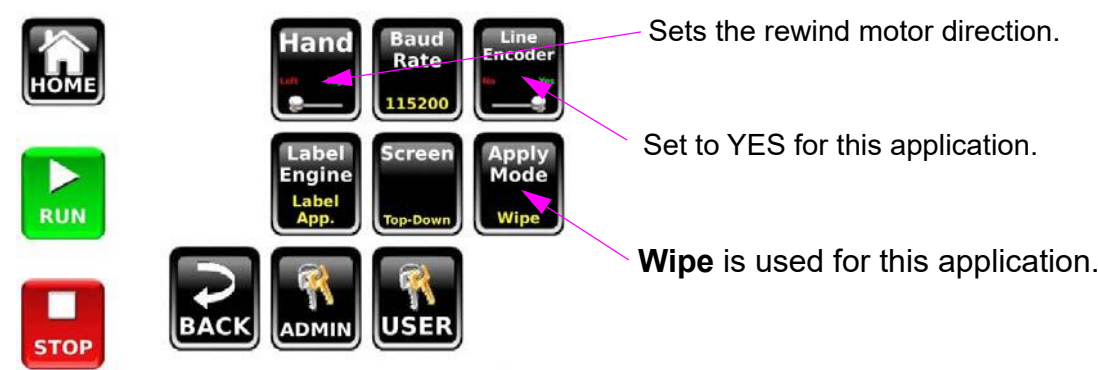 HOME
Hand
Left
Baud
Rate
115200
Line
Encoder
No Yes
Sets the rewind motor direction.
Set to YES for this application.
RUN
Label
Engine
Label
App.
Screen
Top-Down
Apply
Mode
Wipe
Wipe is used for this application.
STOP
BACK
ADMIN
USER